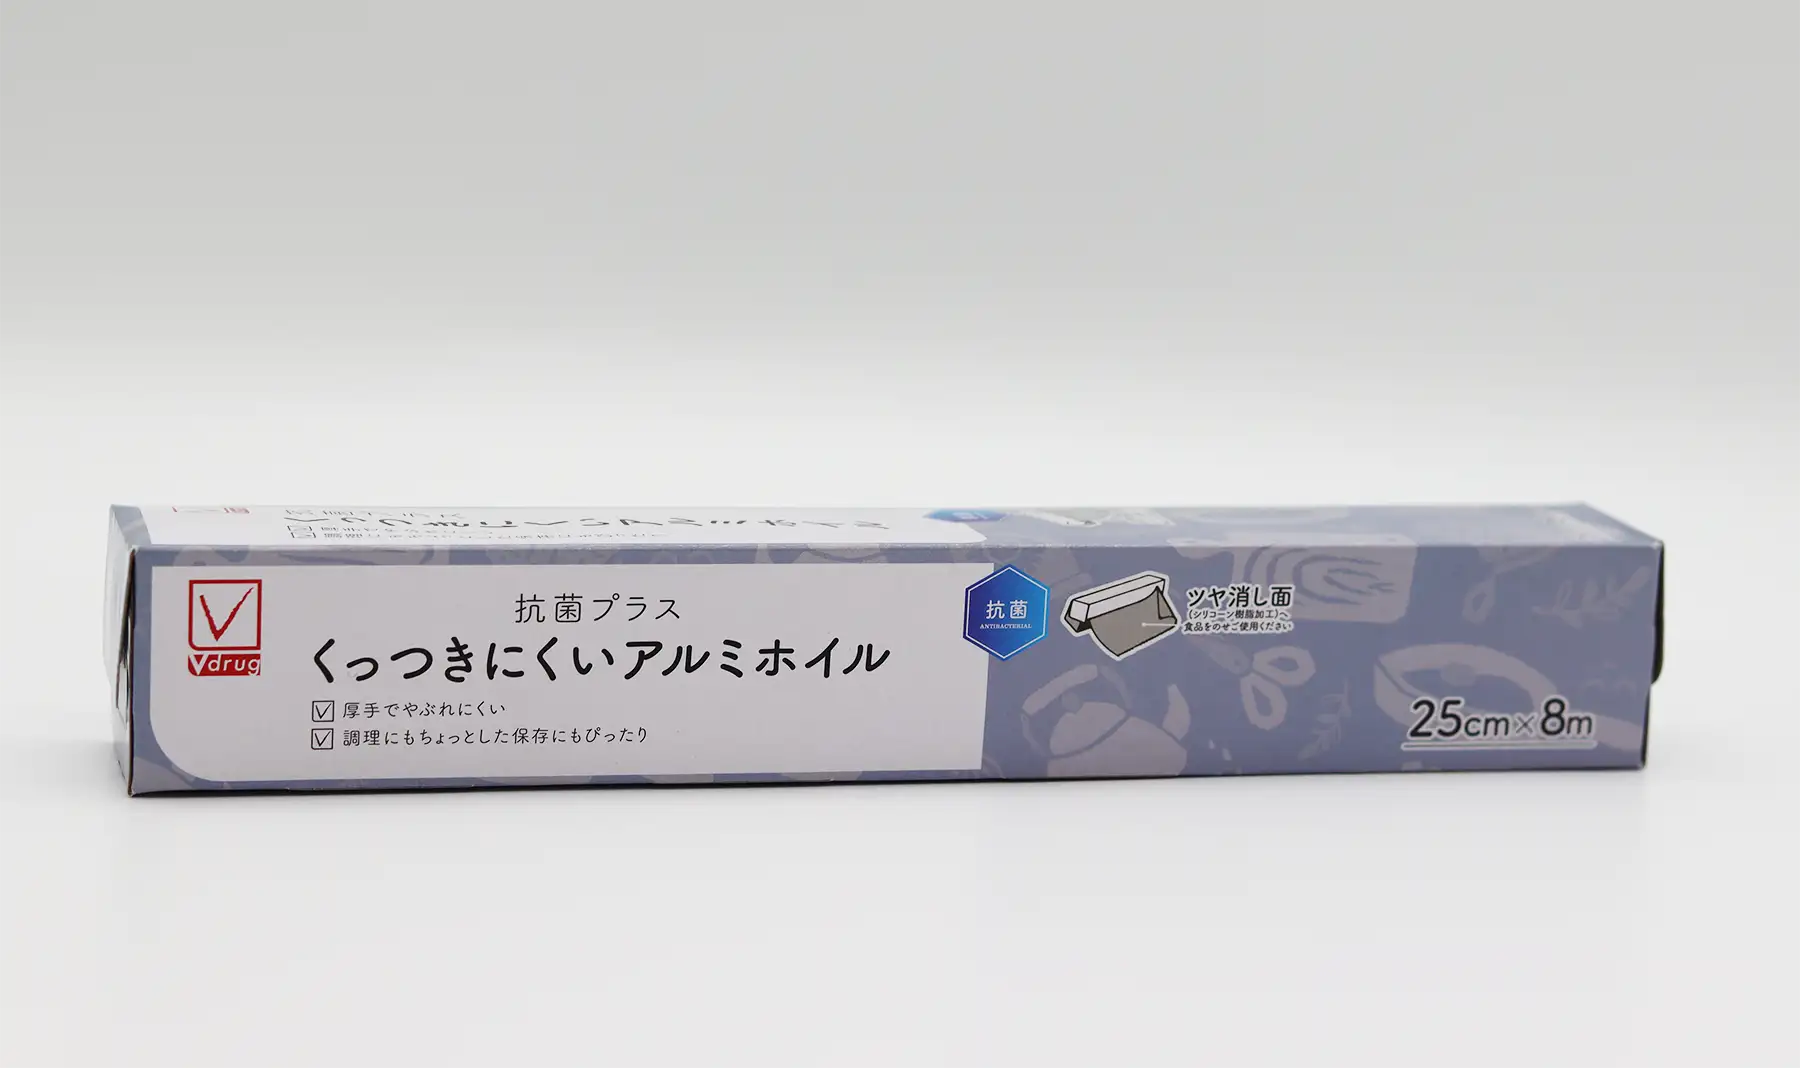 Vdrug
抗菌プラス
くっつきにくいアルミホイル
厚手でやぶれにくい
調理にもちょっとした保存にもぴったり
抗菌
ANTIBACTERIAL
ツヤ消し面
(シリコーン樹脂加工)へ
食品をのせご使用ください
25cm×8m